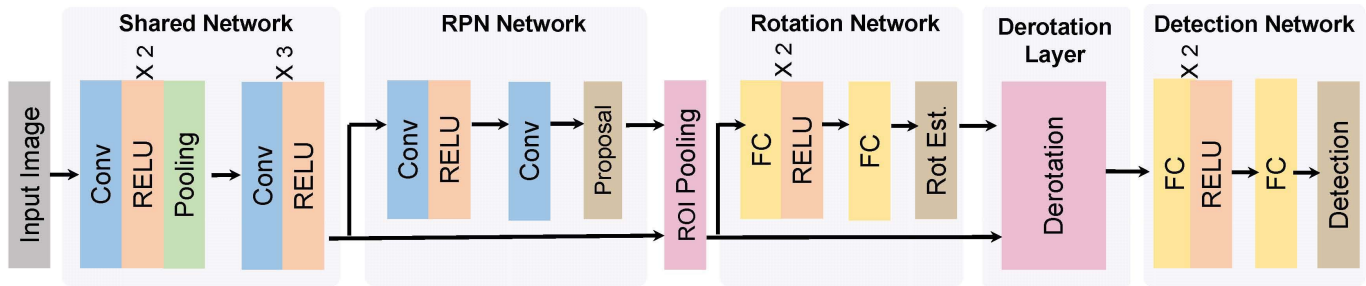 Shared Network
RPN Network
Rotation Network
Derotation
Layer
Detection Network
Input Image
Conv
RELU
X 2
Pooling
Conv
RELU
X 3
Conv
RELU
Conv
Proposal
ROI Pooling
FC
RELU
X 2
FC
Rot Est.
Derotation
FC
RELU
X 2
FC
Detection